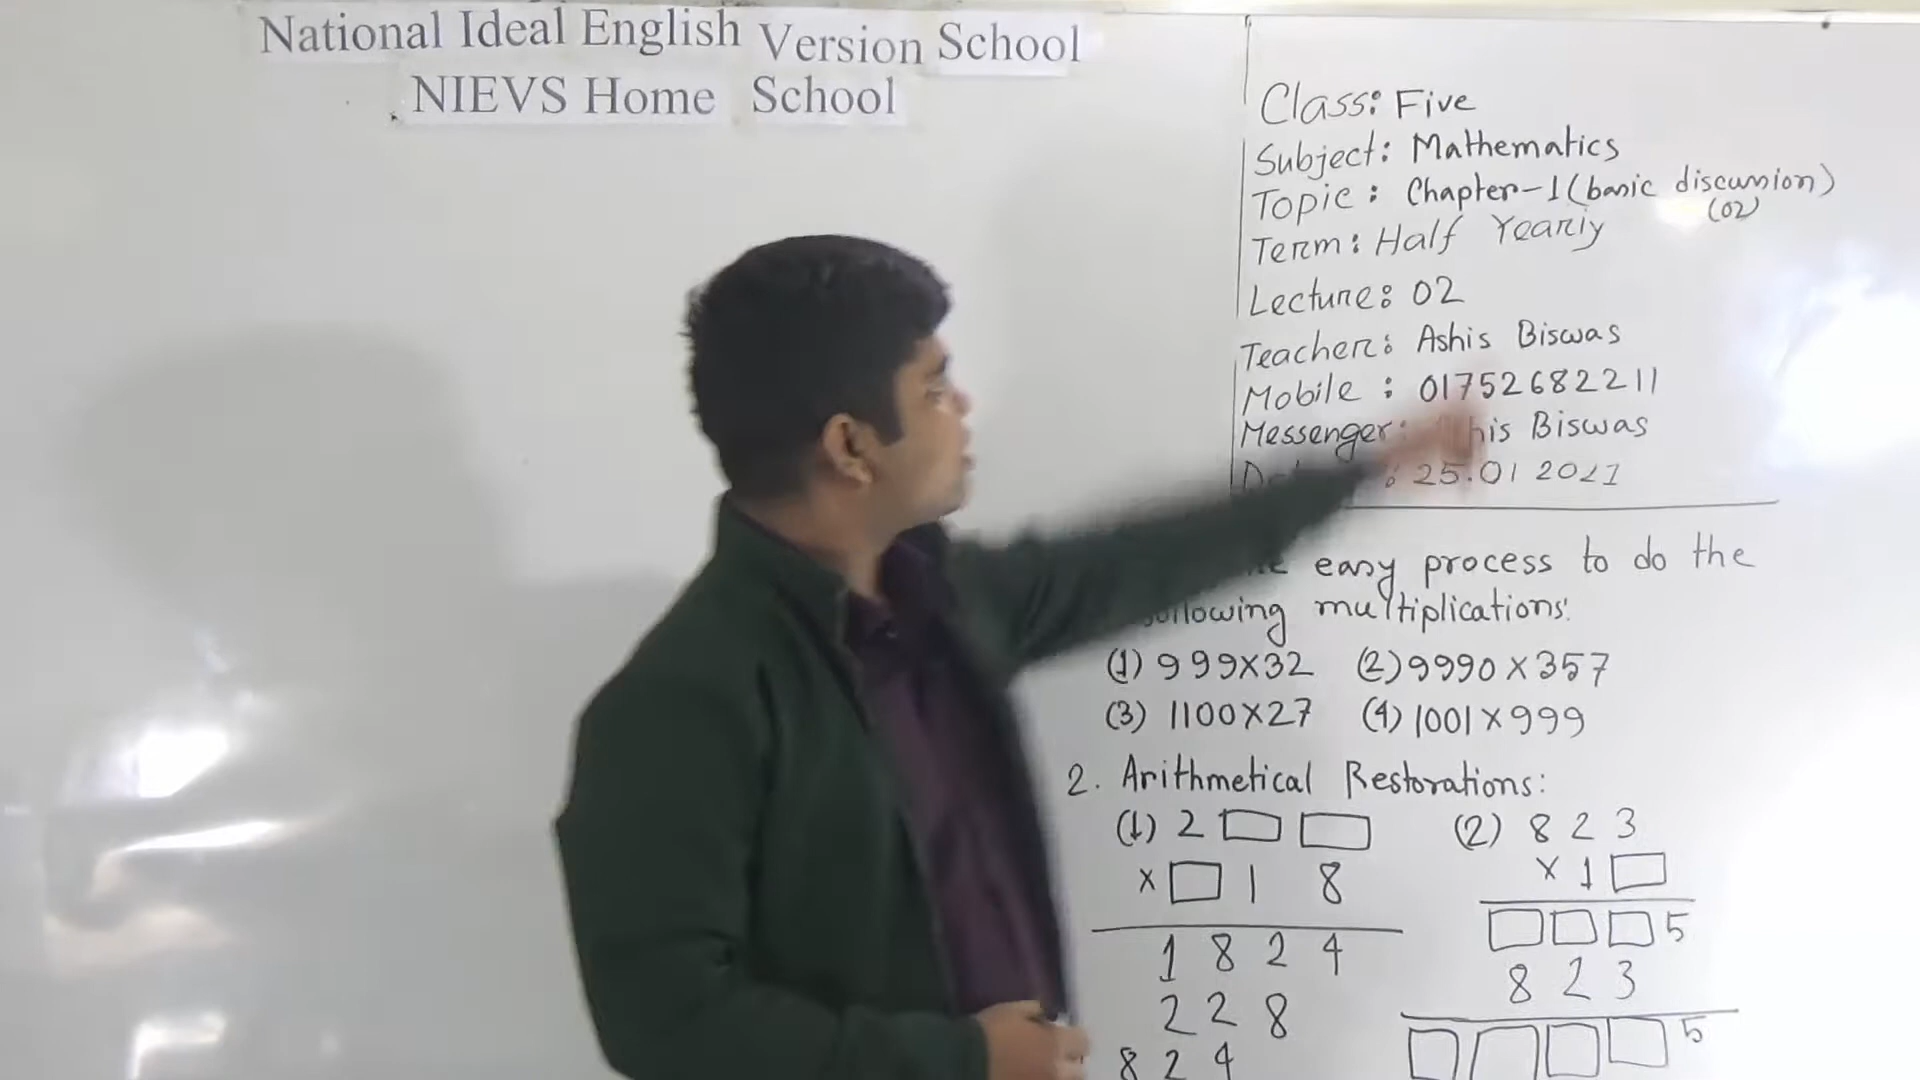 National Ideal English Version School
NIEVS Home School
Class: Five
Subject: Mathematics
Topic: Chapter-1 (basic discussion)
(02)
Term: Half Yearly
Lecture: 02
Teacher: Ashis Biswas
Mobile : 01752682211
Messenger: Biswas
: 25.01 2021
easy process to do the
following multiplications:
(1) 999×32 (2) 9990×357
(3) 1100×27 (4) 1001×999
2. Arithmetical Restorations:
(1) 2 □ □ (2) 8 2 3
× □ 1 8 × 1 □
1 8 2 4 □ □ □ 5
2 2 8 8 2 3
8 2 4 □ □ □ □ 5